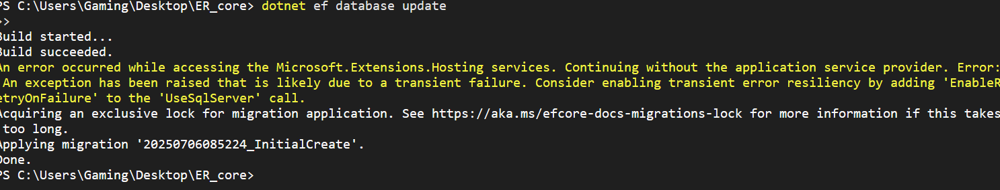 PS C:\Users\Gaming\Desktop\ER_core> dotnet ef database update
>>
Build started...
Build succeeded.
An error occurred while accessing the Microsoft.Extensions.Hosting services. Continuing without the application service provider. Error:
 An exception has been raised that is likely due to a transient failure. Consider enabling transient error resiliency by adding 'EnableR
etryOnFailure' to the 'UseSqlServer' call.
Acquiring an exclusive lock for migration application. See https://aka.ms/efcore-docs-migrations-lock for more information if this takes
 too long.
Applying migration '20250706085224_InitialCreate'.
Done.
PS C:\Users\Gaming\Desktop\ER_core>